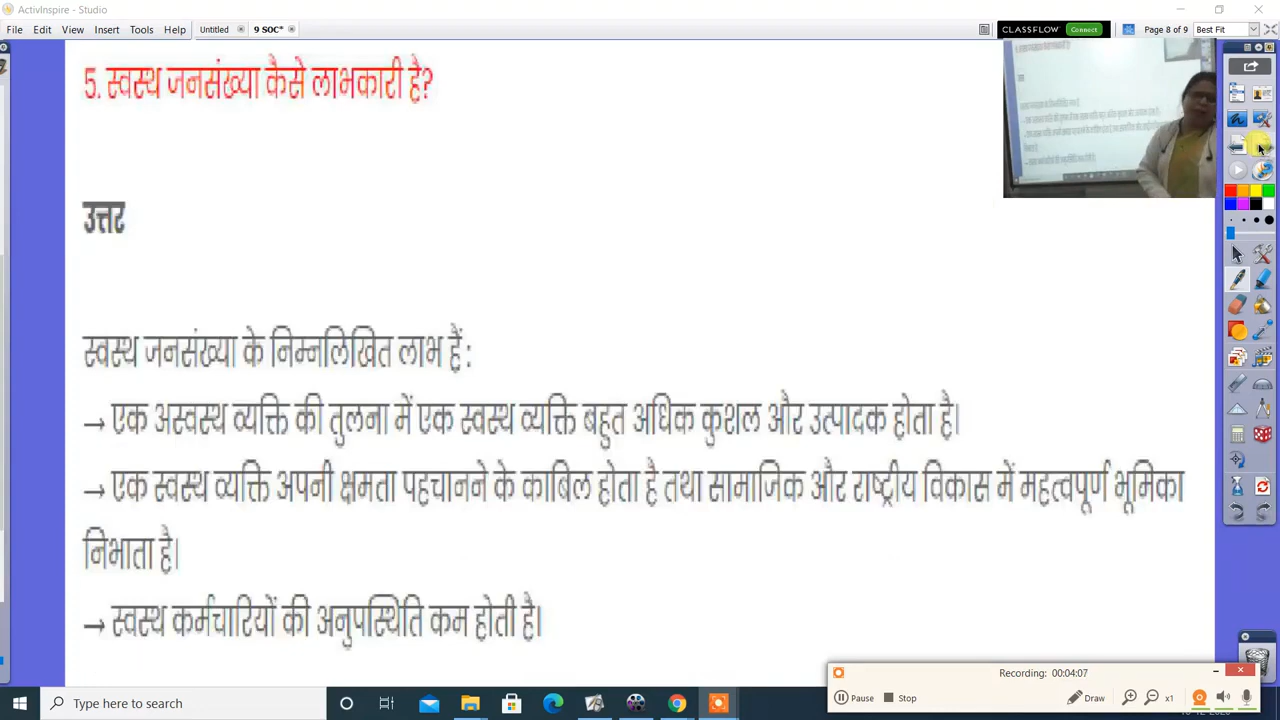 ActivInspire - Studio
File Edit View Insert Tools Help Untitled 9 SOC* CLASSFLOW Connect Page 8 of 9 Best Fit
5. स्वस्थ जनसंख्या कैसे लाभकारी है?
उत्तर
स्वस्थ जनसंख्या के निम्नलिखित लाभ हैं :
→ एक अस्वस्थ व्यक्ति की तुलना में एक स्वस्थ व्यक्ति बहुत अधिक कुशल और उत्पादक होता है।
→ एक स्वस्थ व्यक्ति अपनी क्षमता पहचानने के काबिल होता है तथा सामाजिक और राष्ट्रीय विकास में महत्वपूर्ण भूमिका
निभाता है।
→ स्वस्थ कर्मचारियों की अनुपस्थिति कम होती है।
Recording: 00:04:07
Pause Stop Draw x1
Type here to search